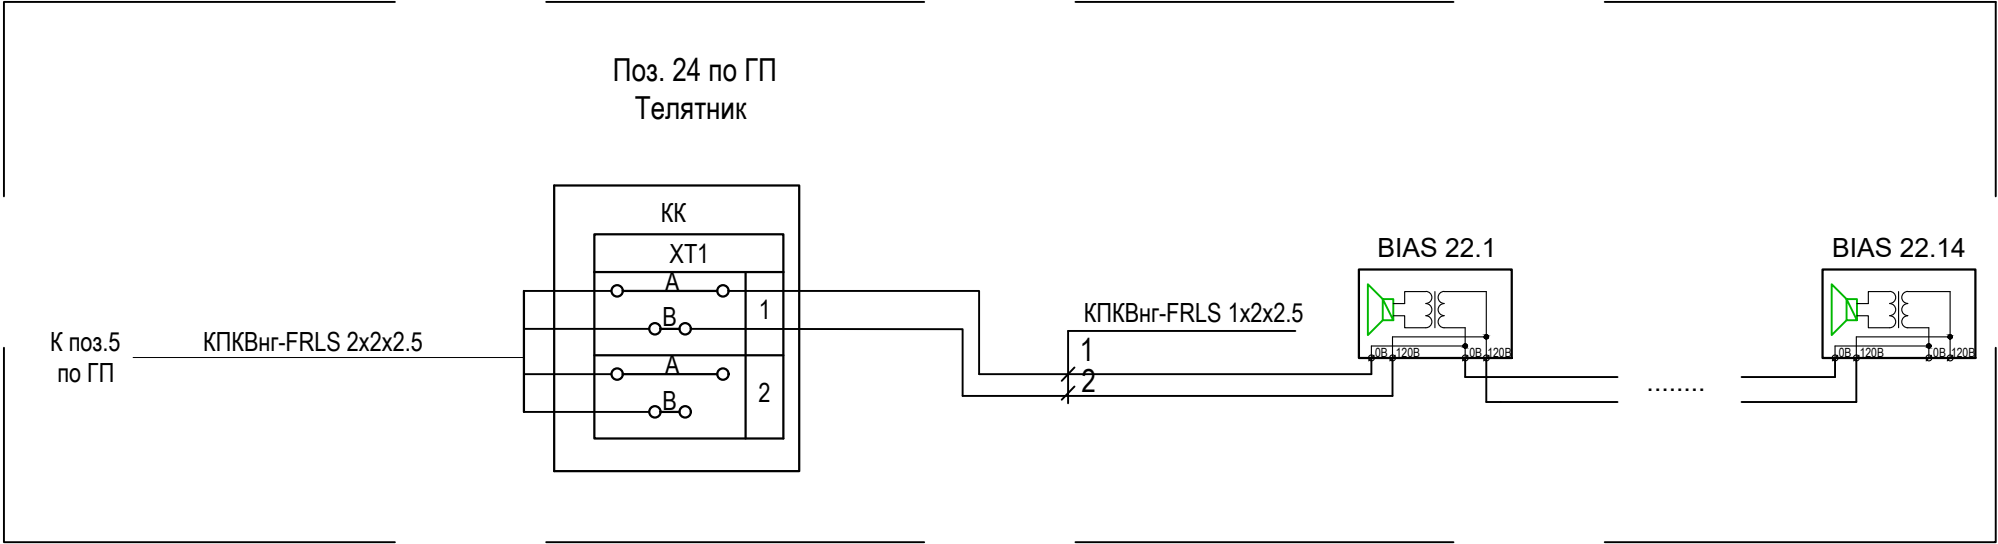 Поз. 24 по ГП
Телятник
КК
ХТ1
А
В
1
А
В
2
К поз.5
по ГП
КПКВнг-FRLS 2х2х2.5
КПКВнг-FRLS 1х2х2.5
1
2
BIAS 22.1
0В 120В 0В 120В
........
BIAS 22.14
0В 120В 0В 120В